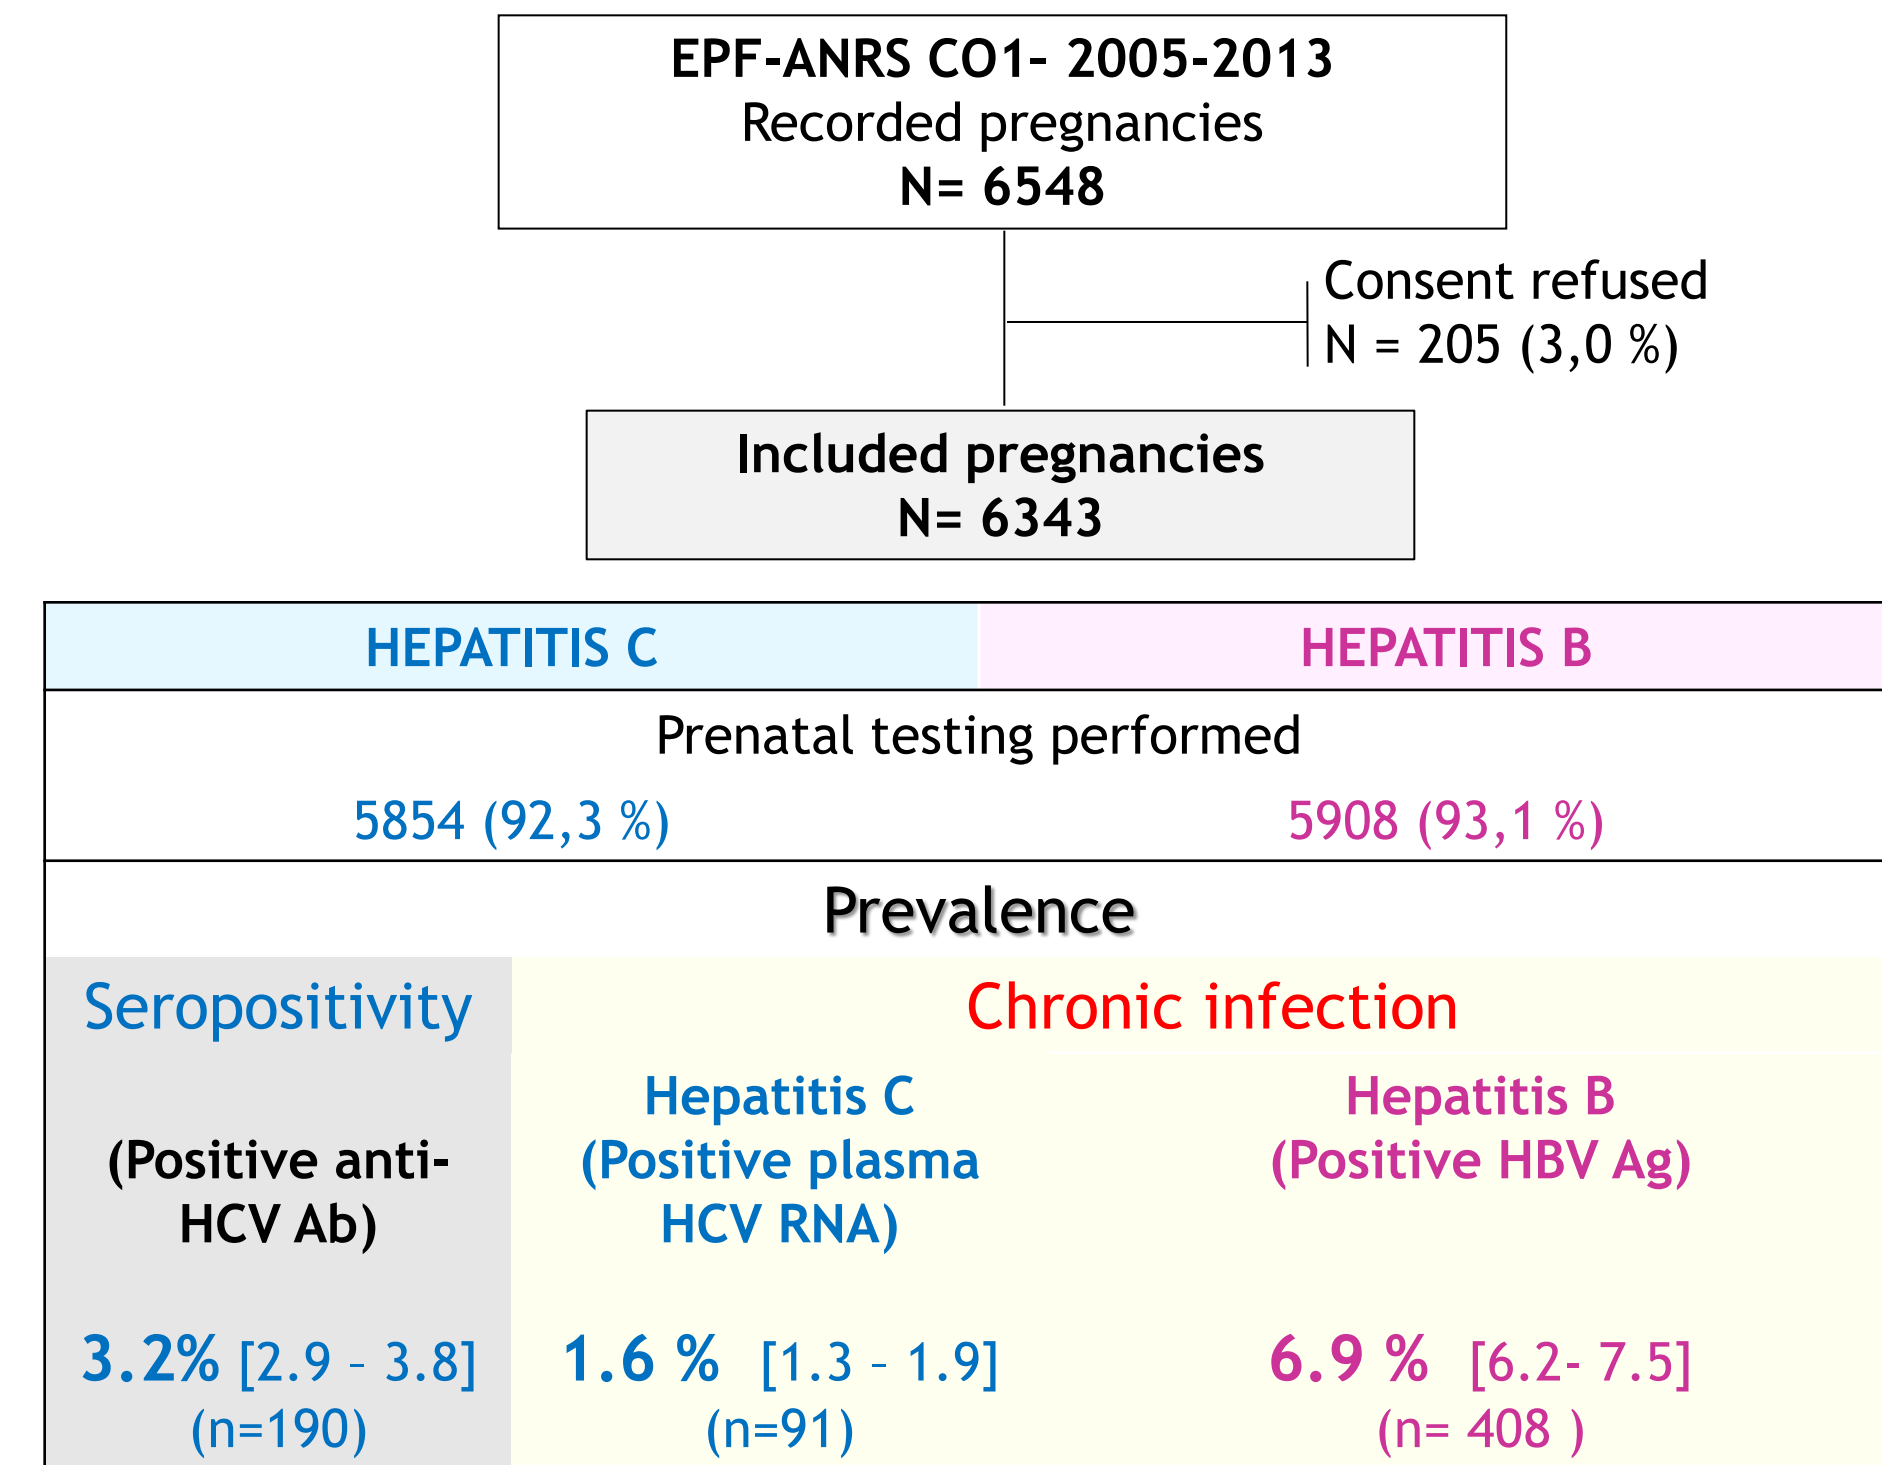 EPF-ANRS CO1- 2005-2013
Recorded pregnancies
N= 6548
Consent refused
N = 205 (3,0 %)
Included pregnancies
N= 6343
HEPATITIS C
HEPATITIS B
Prenatal testing performed
5854 (92,3 %)
5908 (93,1 %)
Prevalence
Seropositivity
Chronic infection
(Positive anti-
HCV Ab)
Hepatitis C
(Positive plasma
HCV RNA)
Hepatitis B
(Positive HBV Ag)
3.2% [2.9 – 3.8]
(n=190)
1.6 % [1.3 – 1.9]
(n=91)
6.9 % [6.2- 7.5]
(n= 408 )